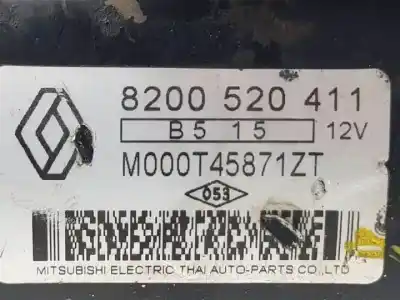 8200 520 411
B5 15 12V
M000T45871ZT
053
MITSUBISHI ELECTRIC THAI AUTO-PARTS CO.,LTD.